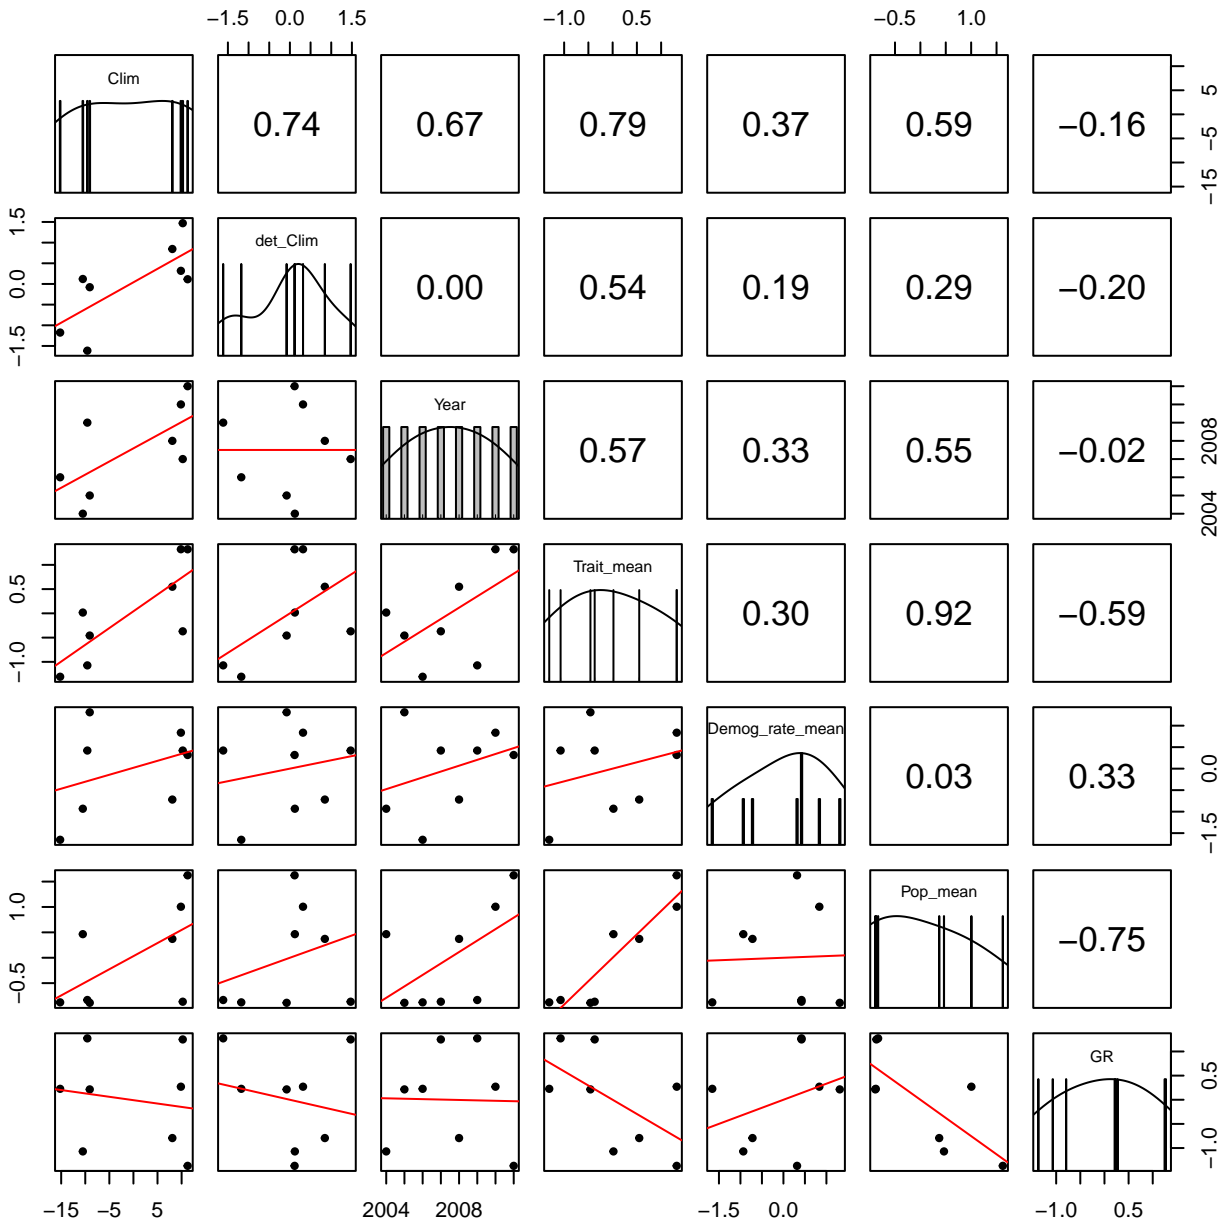 −1.5 0.0 1.5 −1.0 0.5 −0.5 1.0
Clim 0.74 0.67 0.79 0.37 0.59 −0.16 −15 −5 5
−1.5 0.0 1.5 det_Clim 0.00 0.54 0.19 0.29 −0.20
Year 0.57 0.33 0.55 −0.02 2004 2008
−1.0 0.5 Trait_mean 0.30 0.92 −0.59
Demog_rate_mean 0.03 0.33 −1.5 0.0
−0.5 1.0 Pop_mean −0.75
GR −1.0 0.5
−15 −5 5 2004 2008 −1.5 0.0 −1.0 0.5